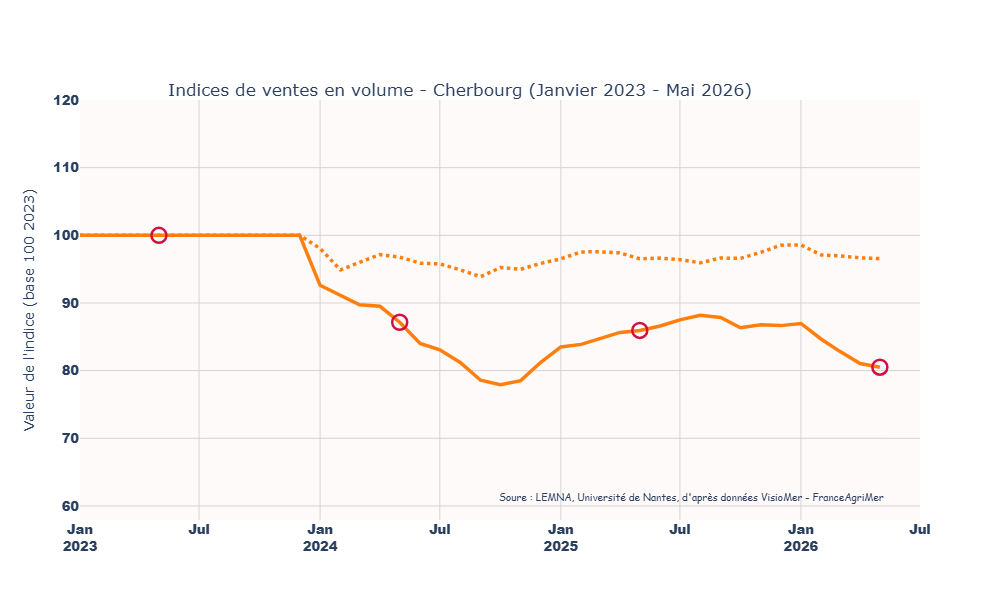 Indices de ventes en volume - Cherbourg (Janvier 2023 - Mai 2026)
Valeur de l'indice (base 100 2023)
120
110
100
90
80
70
60
Soure : LEMNA, Université de Nantes, d'après données VisioMer - FranceAgriMer
Jan Jul Jan Jul Jan Jul Jan Jul
2023 2024 2025 2026